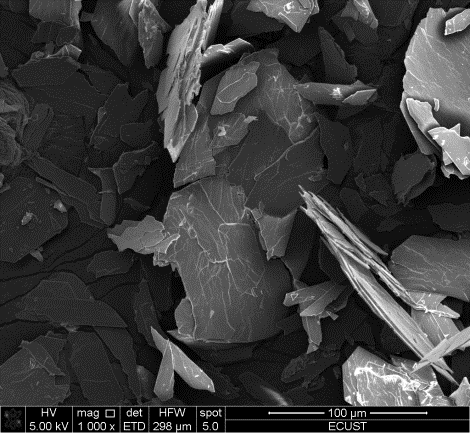 HV mag □ det HFW spot 100 µm
5.00 kV 1 000 x ETD 298 µm 5.0 ECUST